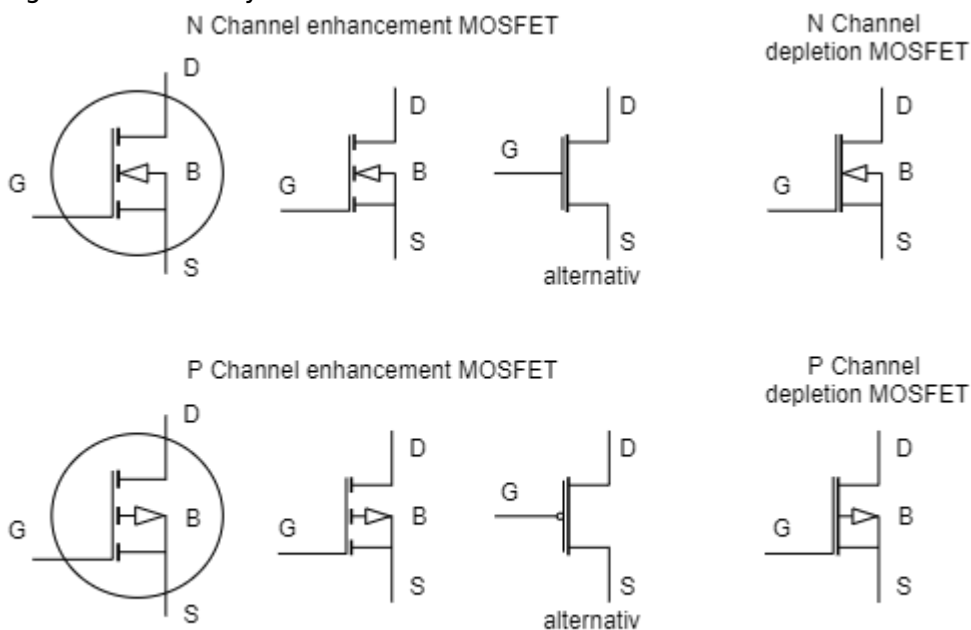 N Channel enhancement MOSFET
N Channel
depletion MOSFET
D
G
B
S
D
G
B
S
G
D
S
alternativ
D
G
B
S
P Channel enhancement MOSFET
P Channel
depletion MOSFET
D
G
B
S
D
G
B
S
G
D
S
alternativ
D
G
B
S